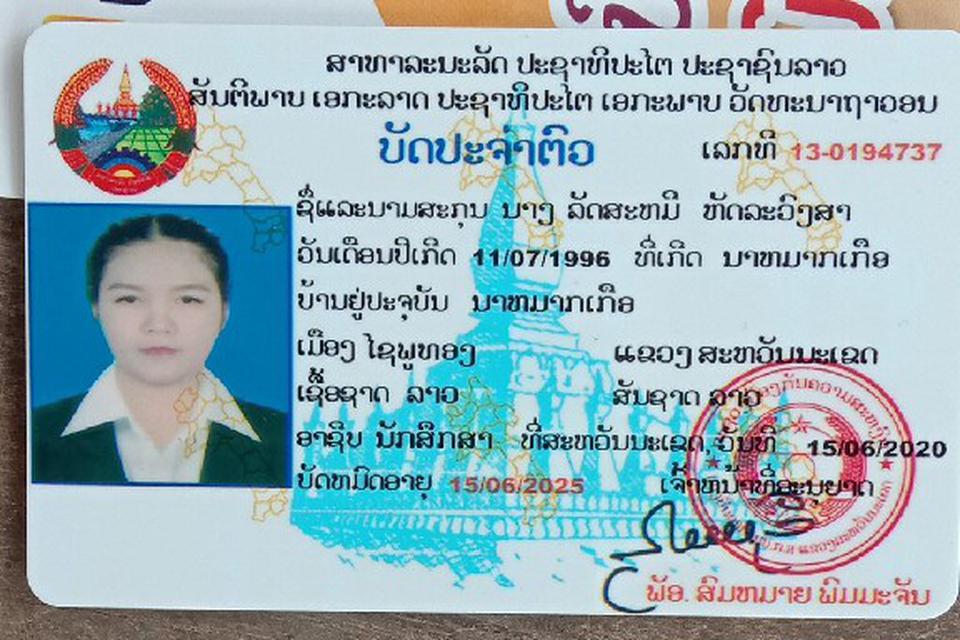 ສາທາລະນະລັດ ປະຊາທິປະໄຕ ປະຊາຊົນລາວ
ສັນຕິພາບ ເອກະລາດ ປະຊາທິປະໄຕ ເອກະພາບ ວັດທະນາຖາວອນ
ບັດປະຈຳຕົວ
ເລກທີ 13-0194737
ຊື່ແລະນາມສະກຸນ ນາງ ລັດສະຫມີ ຫັດລະວົງສາ
ວັນເດືອນປີເກີດ 11/07/1996 ທີ່ເກີດ ນາຫມາກເກືອ
ບ້ານຢູ່ປະຈຸບັນ ນາຫມາກເກືອ
ເມືອງ ໄຊພູທອງ ແຂວງ ສະຫວັນນະເຂດ
ເຊື້ອຊາດ ລາວ ສັນຊາດ ລາວ
ອາຊີບ ນັກສຶກສາ ທີ່ສະຫວັນນະເຂດ, ວັນທີ 15/06/2020
ບັດຫມົດອາຍຸ 15/06/2025 ເຈົ້າຫນ້າທີ່ອະນຸຍາດ
ພັອ. ສົມຫມາຍ ພິມມະຈັນ